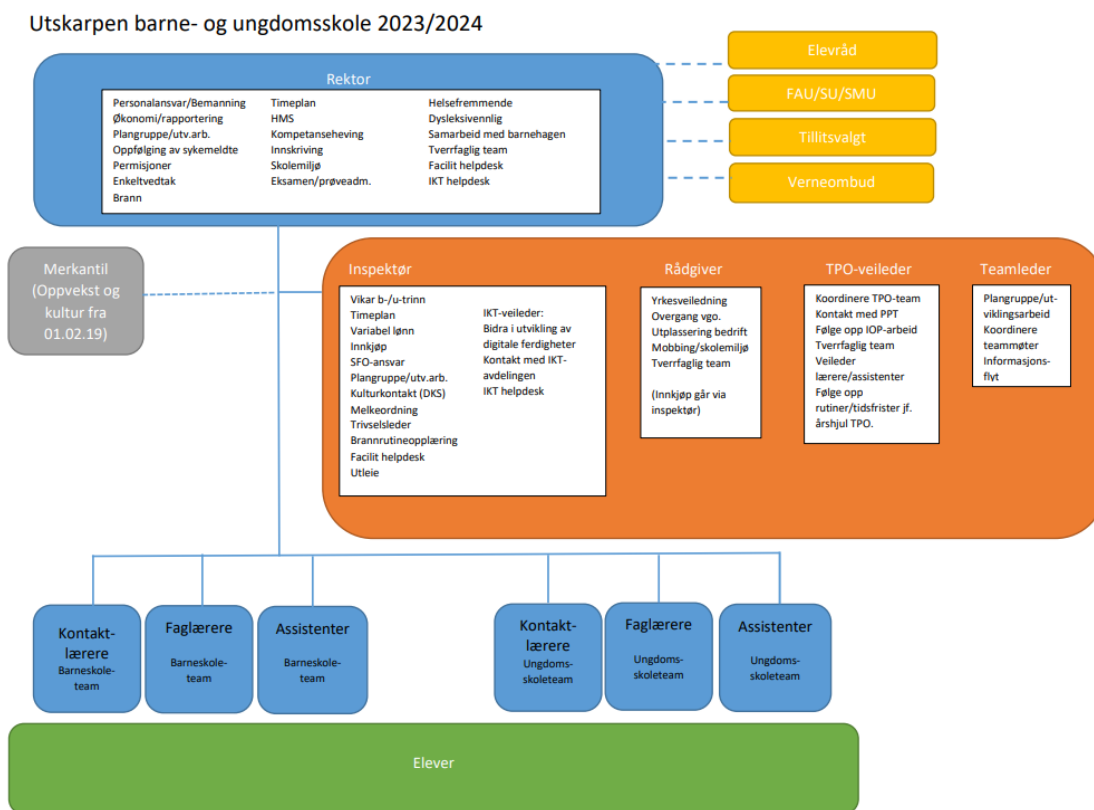 Utskarpen barne- og ungdomsskole 2023/2024
Rektor
Personalansvar/Bemanning
Økonomi/rapportering
Plangruppe/utv.arb.
Oppfølging av sykemeldte
Permisjoner
Enkeltvedtak
Brann
Timeplan
HMS
Kompetanseheving
Innskriving
Skolemiljø
Eksamen/prøveadm.
Helsefremmende
Dysleksivennlig
Samarbeid med barnehagen
Tverrfaglig team
Facilit helpdesk
IKT helpdesk
Elevråd
FAU/SU/SMU
Tillitsvalgt
Verneombud
Merkantil
(Oppvekst og
kultur fra
01.02.19)
Inspektør
Vikar b-/u-trinn
Timeplan
Variabel lønn
Innkjøp
SFO-ansvar
Plangruppe/utv.arb.
Kulturkontakt (DKS)
Melkeordning
Trivselsleder
Brannrutineopplæring
Facilit helpdesk
Utleie
IKT-veileder:
Bidra i utvikling av
digitale ferdigheter
Kontakt med IKT-
avdelingen
IKT helpdesk
Rådgiver
Yrkesveiledning
Overgang vgo.
Utplassering bedrift
Mobbing/skolemiljø
Tverrfaglig team
(Innkjøp går via
inspektør)
TPO-veileder
Koordinere TPO-team
Kontakt med PPT
Følge opp IOP-arbeid
Tverrfaglig team
Veileder
lærere/assistenter
Følge opp
rutiner/tidsfrister jf.
årshjul TPO.
Teamleder
Plangruppe/ut-
viklingsarbeid
Koordinere
teammøter
Informasjons-
flyt
Kontakt-
lærere
Barneskole-
team
Faglærere
Barneskole-
team
Assistenter
Barneskole-
team
Kontakt-
lærere
Ungdoms-
skoleteam
Faglærere
Ungdoms-
skoleteam
Assistenter
Ungdoms-
skoleteam
Elever